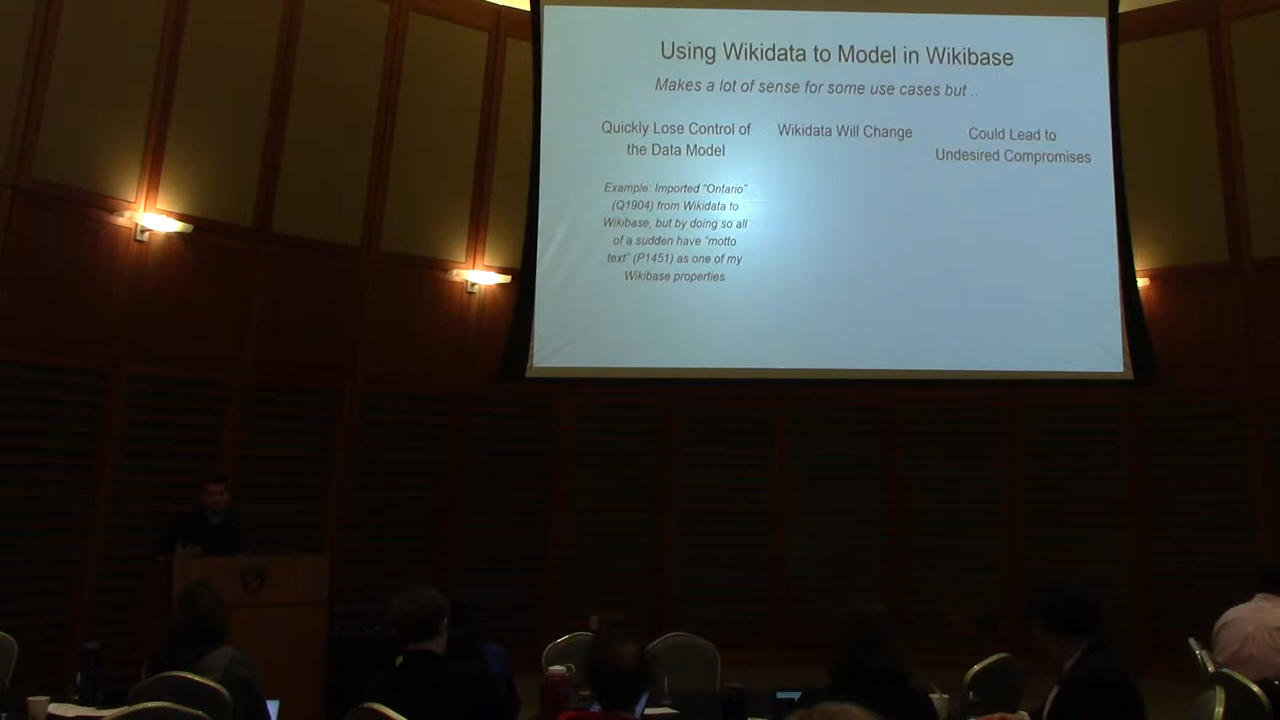 Using Wikidata to Model in Wikibase
Makes a lot of sense for some use cases but ..
Quickly Lose Control of
the Data Model
Example: Imported "Ontario"
(Q1904) from Wikidata to
Wikibase, but by doing so all
of a sudden have "motto
text" (P1451) as one of my
Wikibase properties
Wikidata Will Change
Could Lead to
Undesired Compromises